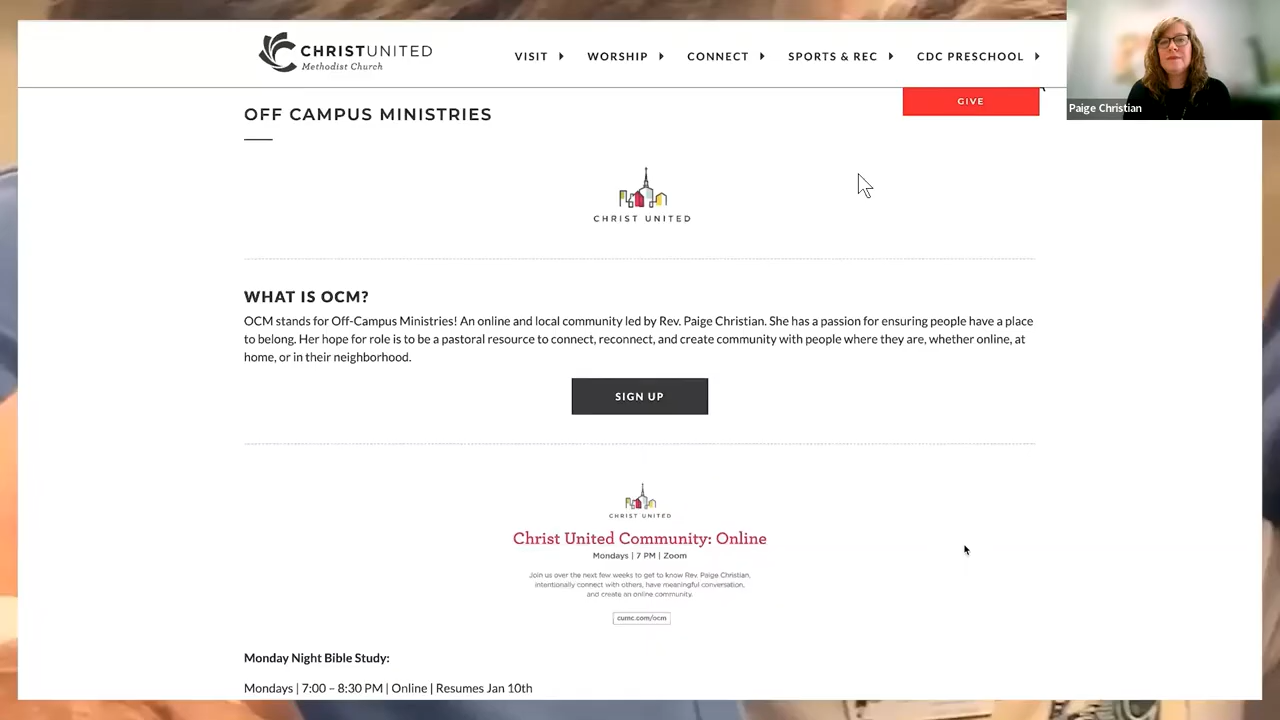 CHRISTUNITED
Methodist Church
VISIT WORSHIP CONNECT SPORTS & REC CDC PRESCHOOL
Paige Christian
GIVE
OFF CAMPUS MINISTRIES
CHRIST UNITED
WHAT IS OCM?
OCM stands for Off-Campus Ministries! An online and local community led by Rev. Paige Christian. She has a passion for ensuring people have a place
to belong. Her hope for role is to be a pastoral resource to connect, reconnect, and create community with people where they are, whether online, at
home, or in their neighborhood.
SIGN UP
CHRIST UNITED
Christ United Community: Online
Mondays | 7 PM | Zoom
Join us over the next few weeks to get to know Rev. Paige Christian,
intentionally connect with others, have meaningful conversation,
and create an online community.
cumc.com/ocm
Monday Night Bible Study:
Mondays | 7:00 – 8:30 PM | Online | Resumes Jan 10th